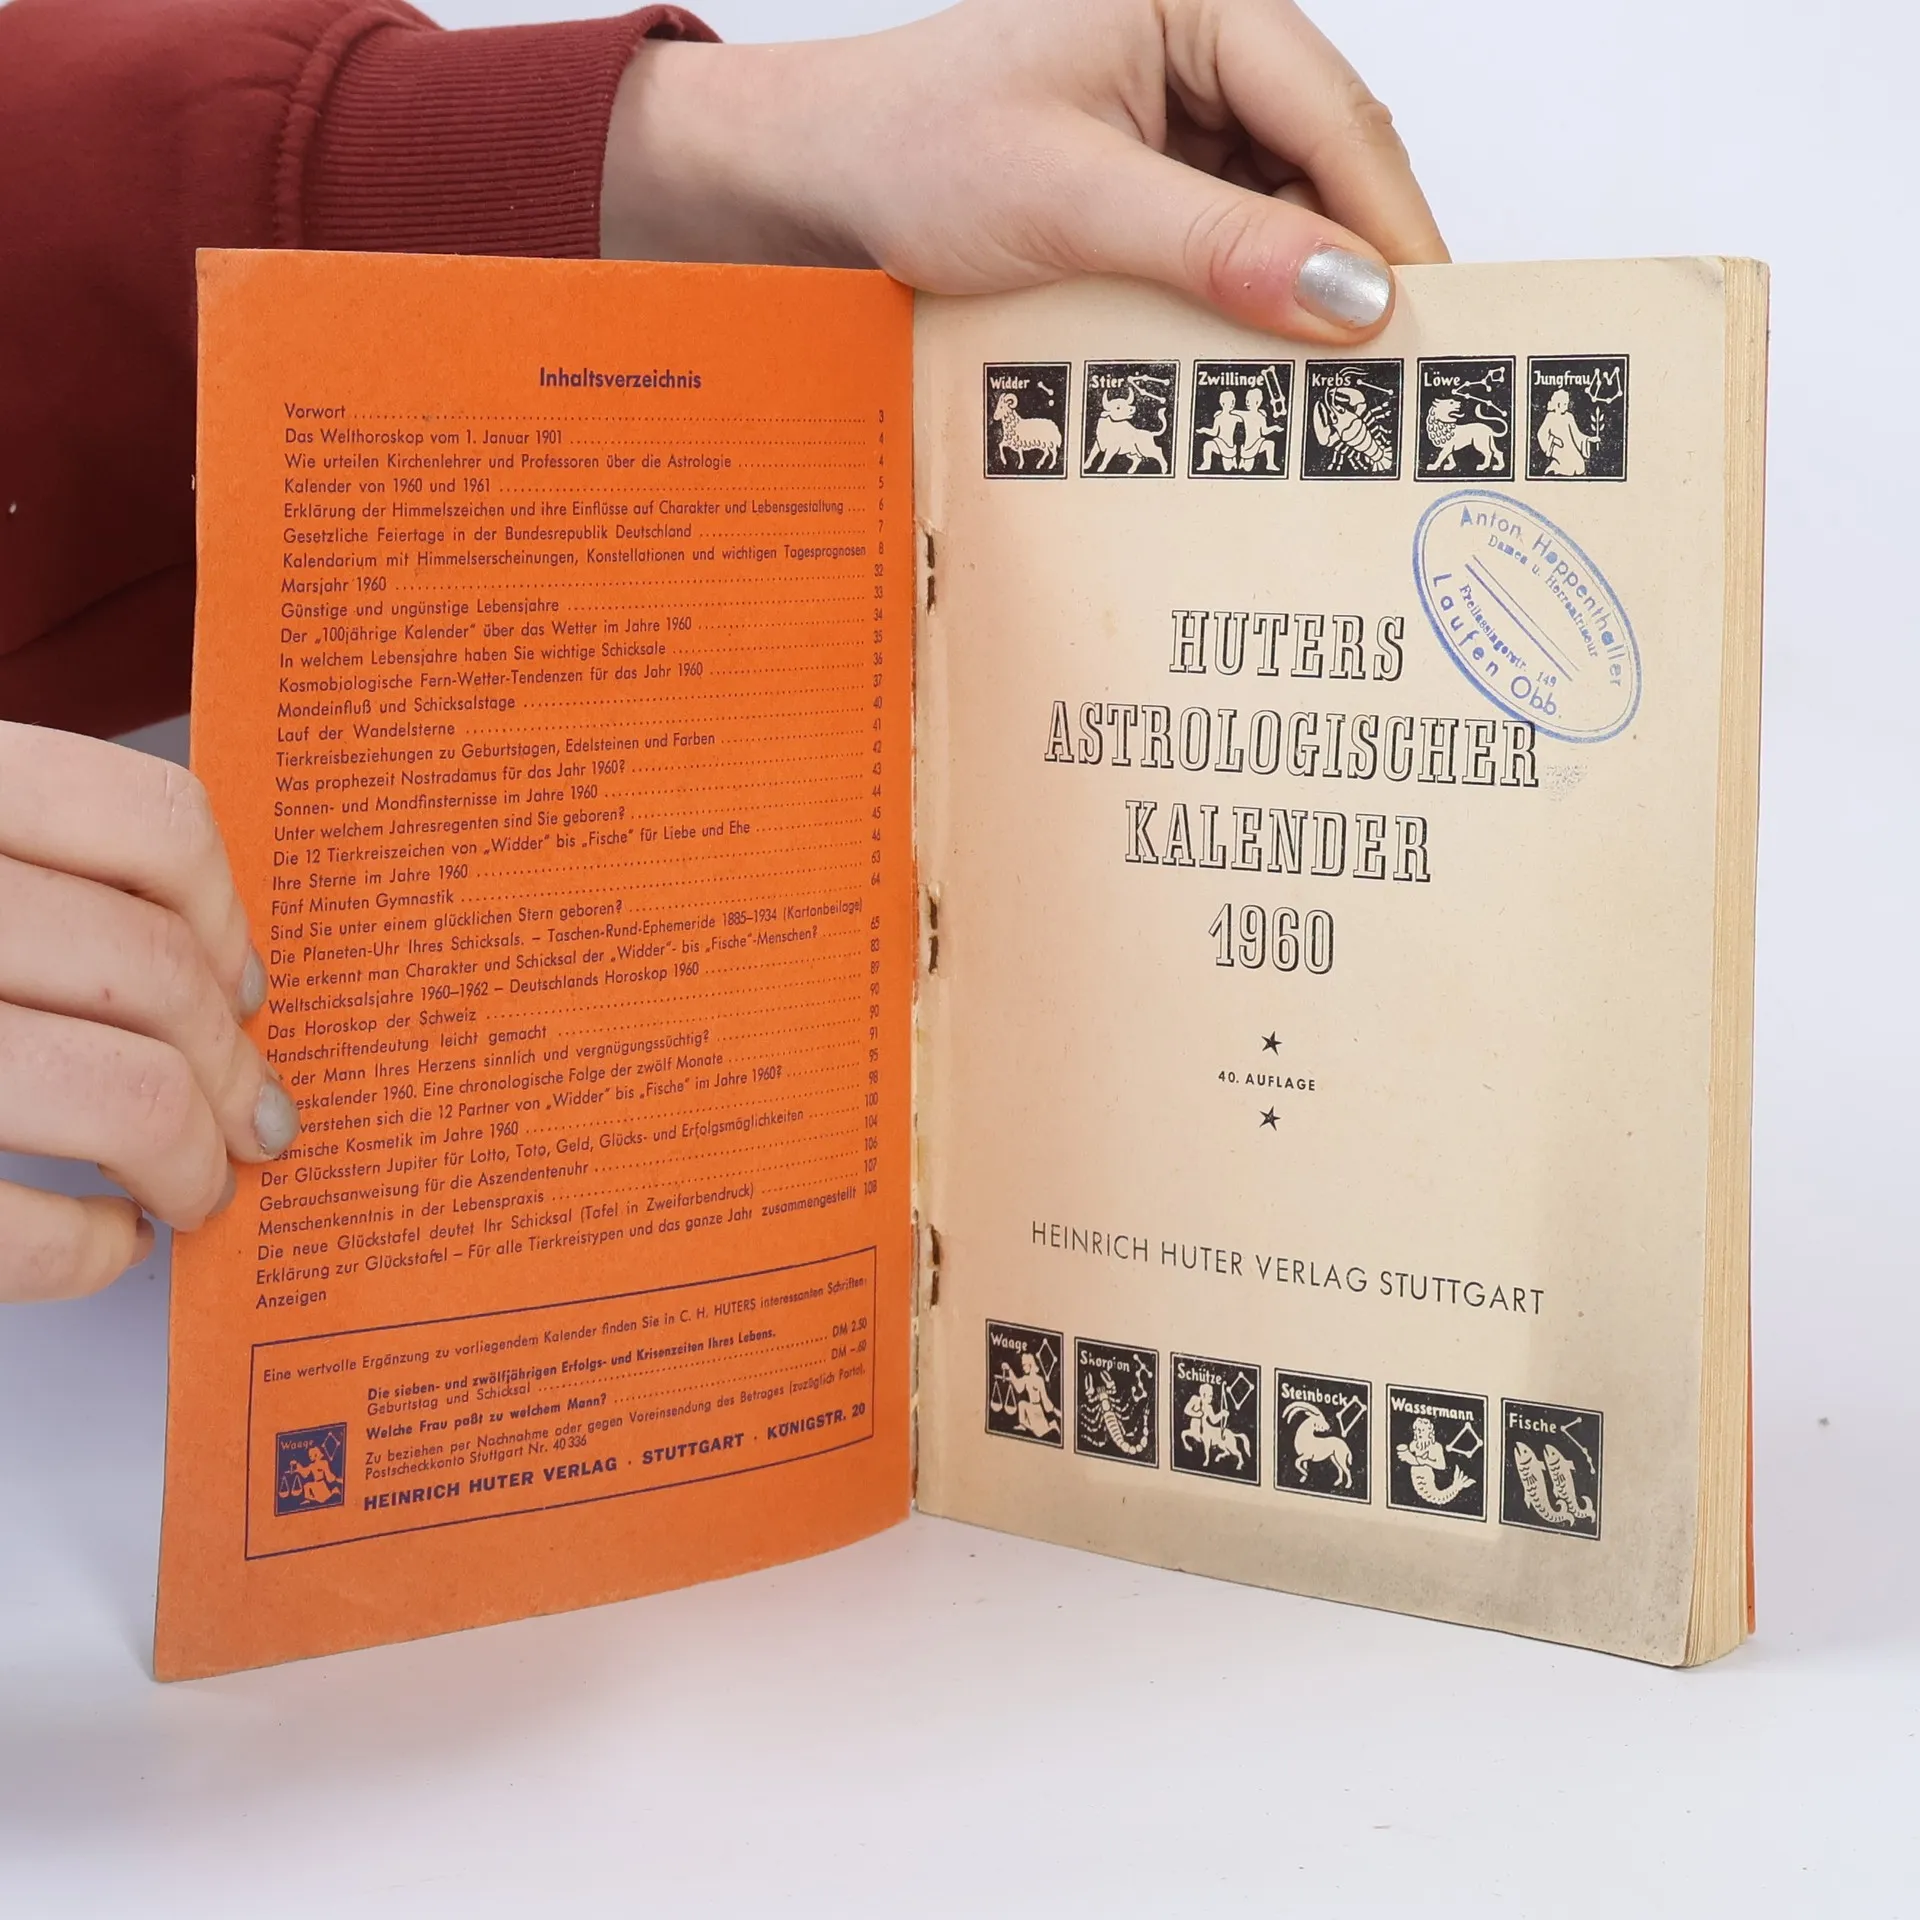 Inhaltsverzeichnis
Vorwort 3
Das Welthoroskop vom 1. Januar 1901 4
Wie urteilen Kirchenlehrer und Professoren über die Astrologie 4
Kalender von 1960 und 1961 5
Erklärung der Himmelszeichen und ihre Einflüsse auf Charakter und Lebensgestaltung 6
Gesetzliche Feiertage in der Bundesrepublik Deutschland 7
Kalendarium mit Himmelserscheinungen, Konstellationen und wichtigen Tagesprognosen 8
Marsjahr 1960 32
Günstige und ungünstige Lebensjahre 33
Der „100jährige Kalender“ über das Wetter im Jahre 1960 34
In welchem Lebensjahre haben Sie wichtige Schicksale 35
Kosmobiologische Fern-Wetter-Tendenzen für das Jahr 1960 36
Mondeinfluß und Schicksalstage 37
Lauf der Wandelsterne 40
Tierkreisbeziehungen zu Geburtstagen, Edelsteinen und Farben 41
Was prophezeit Nostradamus für das Jahr 1960? 42
Sonnen- und Mondfinsternisse im Jahre 1960 43
Unter welchem Jahresregenten sind Sie geboren? 44
Die 12 Tierkreiszeichen von „Widder“ bis „Fische“ für Liebe und Ehe 45
Ihre Sterne im Jahre 1960 46
Fünf Minuten Gymnastik 63
Sind Sie unter einem glücklichen Stern geboren? 64
Die Planeten-Uhr Ihres Schicksals. – Taschen-Rund-Ephemeride 1885–1934 (Kartonbeilage)
Wie erkennt man Charakter und Schicksal der „Widder“- bis „Fische“-Menschen? 65
Weltschicksalsjahre 1960–1962 – Deutschlands Horoskop 1960 83
Das Horoskop der Schweiz 89
Handschriftendeutung leicht gemacht 90
der Mann Ihres Herzens sinnlich und vergnügungssüchtig? 90
eskalender 1960. Eine chronologische Folge der zwölf Monate 91
verstehen sich die 12 Partner von „Widder“ bis „Fische“ im Jahre 1960? 95
osmische Kosmetik im Jahre 1960 98
Der Glücksstern Jupiter für Lotto, Toto, Geld, Glücks- und Erfolgsmöglichkeiten 100
Gebrauchsanweisung für die Aszendentenuhr 104
Menschenkenntnis in der Lebenspraxis 106
Die neue Glückstafel deutet Ihr Schicksal (Tafel in Zweifarbendruck) 107
Erklärung zur Glückstafel – Für alle Tierkreistypen und das ganze Jahr zusammengestellt 108
Anzeigen
Eine wertvolle Ergänzung zu vorliegendem Kalender finden Sie in C. H. HUTERS interessanten Schriften:
Die sieben- und zwölfjährigen Erfolgs- und Krisenzeiten Ihres Lebens.
Geburtstag und Schicksal DM 2.50
Welche Frau paßt zu welchem Mann? DM –.60
Zu beziehen per Nachnahme oder gegen Voreinsendung des Betrages (zuzüglich Porto),
Postscheckkonto Stuttgart Nr. 40 336
HEINRICH HUTER VERLAG · STUTTGART · KÖNIGSTR. 20
Waage
Widder Stier Zwillinge Krebs Löwe Jungfrau
Anton Happenthaller
Damen u. Herrenfriseur
Freilassingerstr. 149
Laufen Obb.
HUTERS
ASTROLOGISCHER
KALENDER
1960
40. AUFLAGE
HEINRICH HUTER VERLAG STUTTGART
Waage Skorpion Schütze Steinbock Wassermann Fische